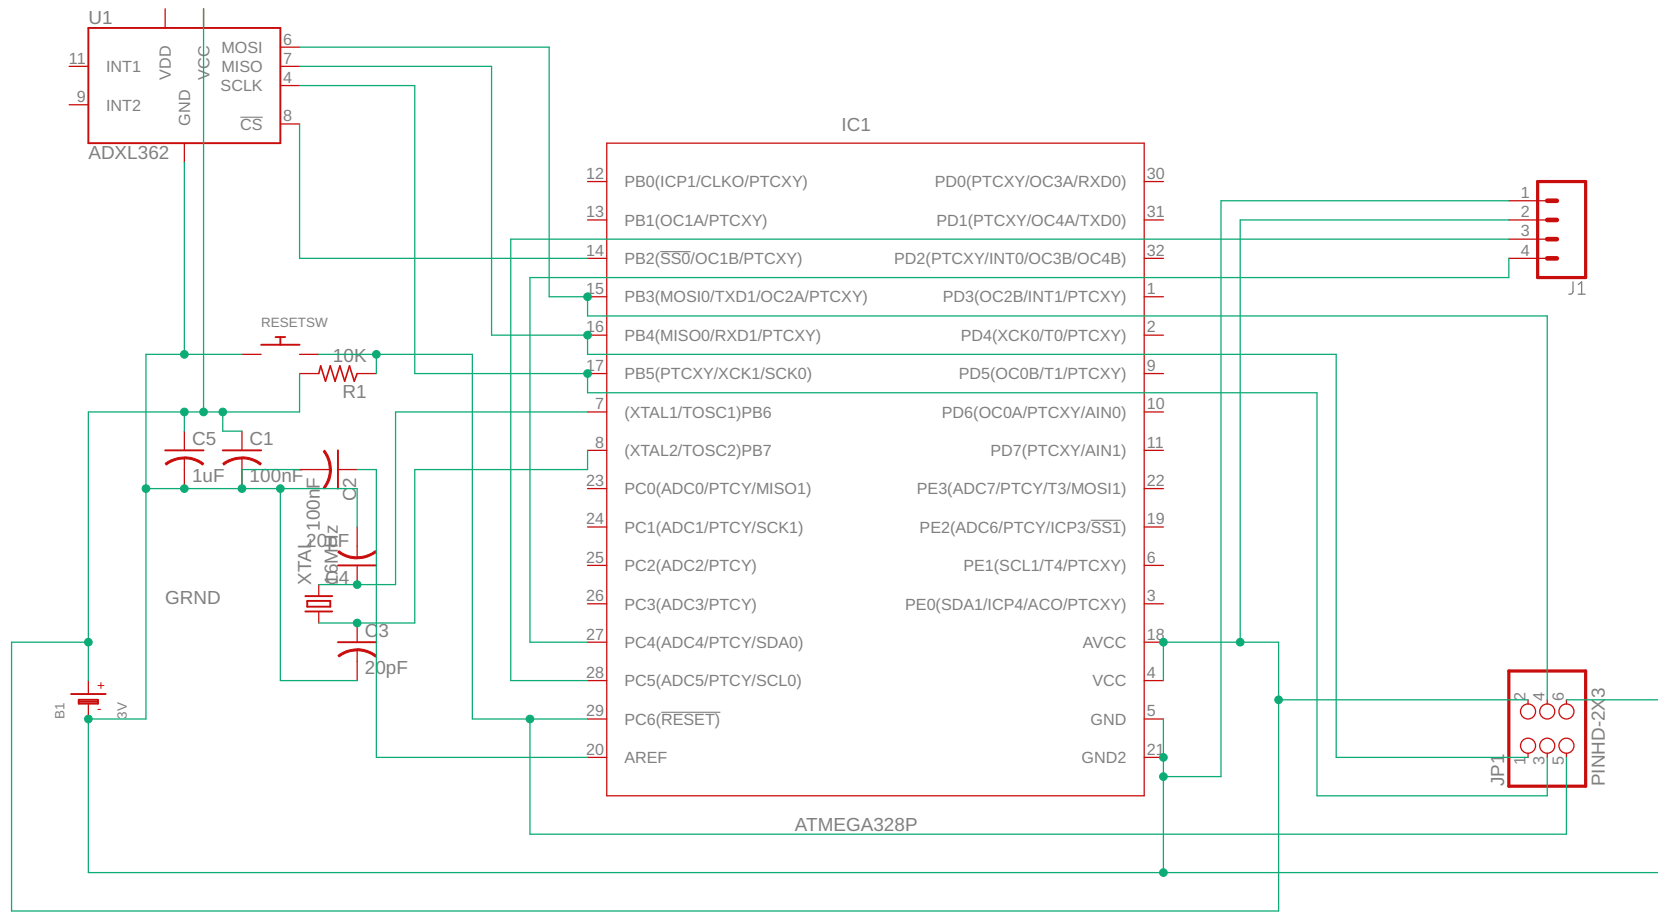 U1
11 INT1
9 INT2
VDD
VCC
GND
MOSI 6
MISO 7
SCLK 4
CS 8
ADXL362
IC1
12 PB0(ICP1/CLKO/PTCXY)
13 PB1(OC1A/PTCXY)
14 PB2(SS0/OC1B/PTCXY)
15 PB3(MOSI0/TXD1/OC2A/PTCXY)
16 PB4(MISO0/RXD1/PTCXY)
17 PB5(PTCXY/XCK1/SCK0)
7 (XTAL1/TOSC1)PB6
8 (XTAL2/TOSC2)PB7
23 PC0(ADC0/PTCY/MISO1)
24 PC1(ADC1/PTCY/SCK1)
25 PC2(ADC2/PTCY)
26 PC3(ADC3/PTCY)
27 PC4(ADC4/PTCY/SDA0)
28 PC5(ADC5/PTCY/SCL0)
29 PC6(RESET)
20 AREF
PD0(PTCXY/OC3A/RXD0) 30
PD1(PTCXY/OC4A/TXD0) 31
PD2(PTCXY/INT0/OC3B/OC4B) 32
PD3(OC2B/INT1/PTCXY) 1
PD4(XCK0/T0/PTCXY) 2
PD5(OC0B/T1/PTCXY) 9
PD6(OC0A/PTCXY/AIN0) 10
PD7(PTCXY/AIN1) 11
PE3(ADC7/PTCY/T3/MOSI1) 22
PE2(ADC6/PTCY/ICP3/SS1) 19
PE1(SCL1/T4/PTCXY) 6
PE0(SDA1/ICP4/ACO/PTCXY) 3
AVCC 18
VCC 4
GND 5
GND2 21
ATMEGA328P
1
2
3
4
J1
RESETSW
10K
R1
C5
1uF
C1
100nF
C2
100nF
20pF
C4
XTAL
16MHz
C3
20pF
GRND
B1
+
-
3V
2 4 6
1 3 5
JP1
PINHD-2X3